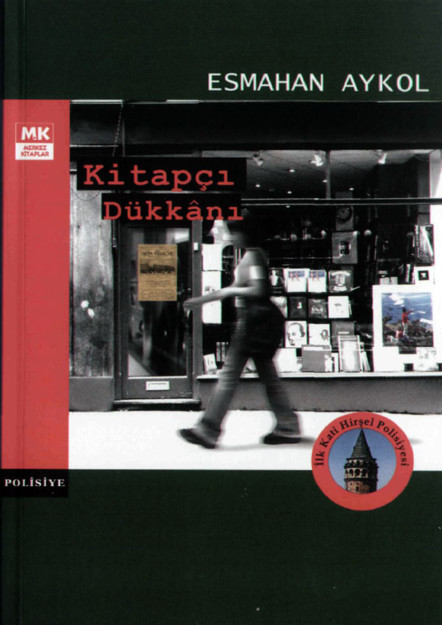 ESMAHAN AYKOL
MK
MERKEZ
KİTAPLAR
Kitapçı
Dükkânı
İlk Kati Hirşel Polisiyesi
POLİSİYE